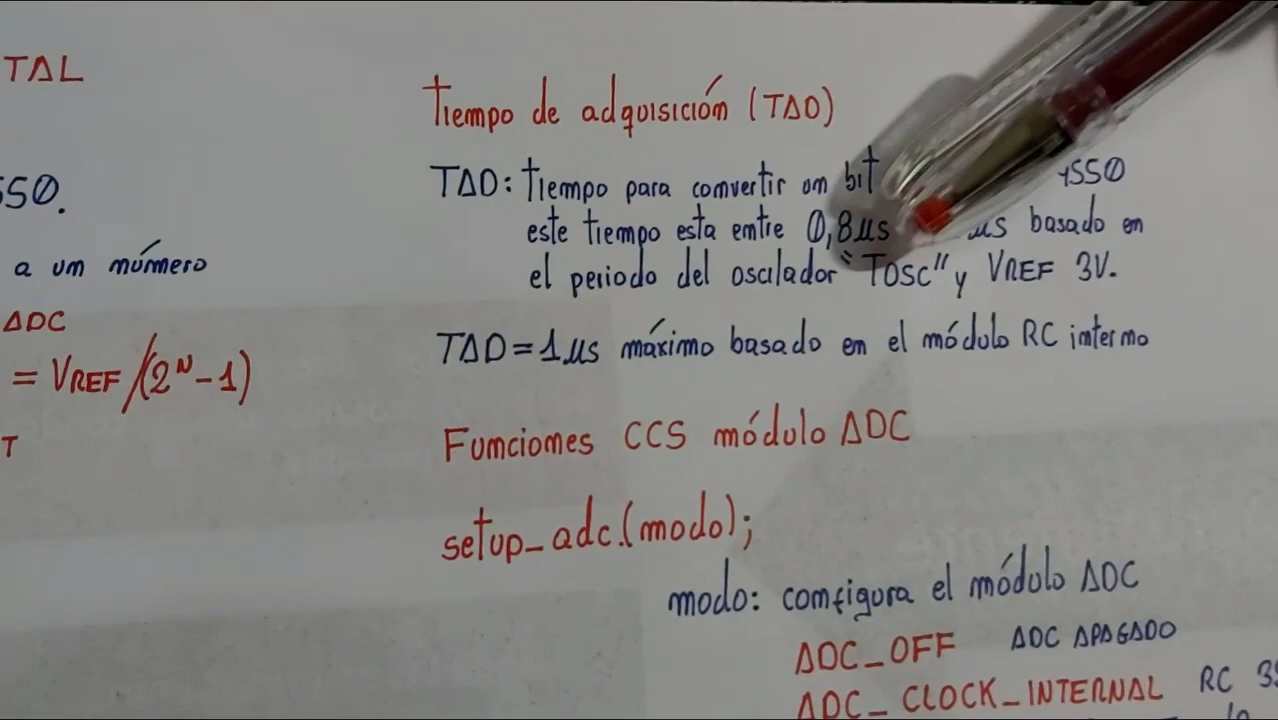 TAL
550.
a un número
ADC
= VREF/(2ᴺ-1)
T
Tiempo de adquisición (TAD)
TAD: Tiempo para convertir un bit 4550
este tiempo esta entre 0,8us us basado en
el periodo del oscilador "TOSC" y VREF 3V.
TAD=1us máximo basado en el módulo RC interno
Funciones CCS módulo ADC
setup_adc(modo);
modo: configura el módulo ADC
ADC_OFF ADC APAGADO
ADC_CLOCK_INTERNAL RC